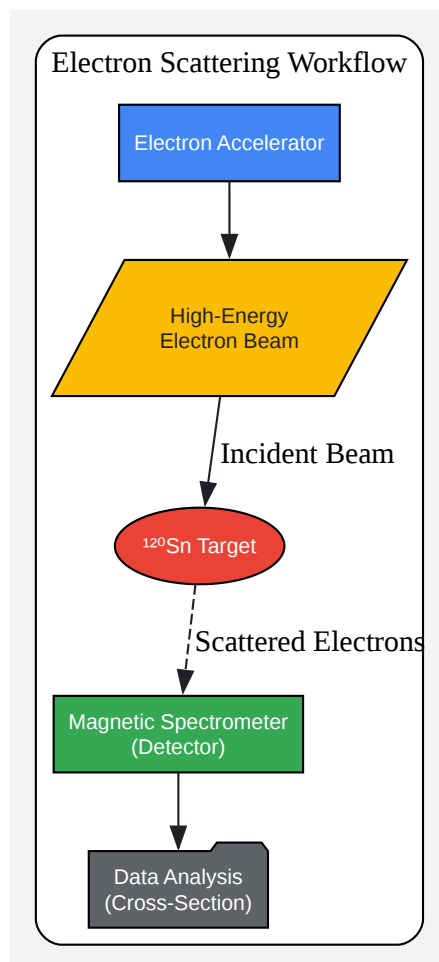 Electron Scattering Workflow
Electron Accelerator
High-Energy
Electron Beam
Incident Beam
¹²⁰Sn Target
Scattered Electrons
Magnetic Spectrometer
(Detector)
Data Analysis
(Cross-Section)